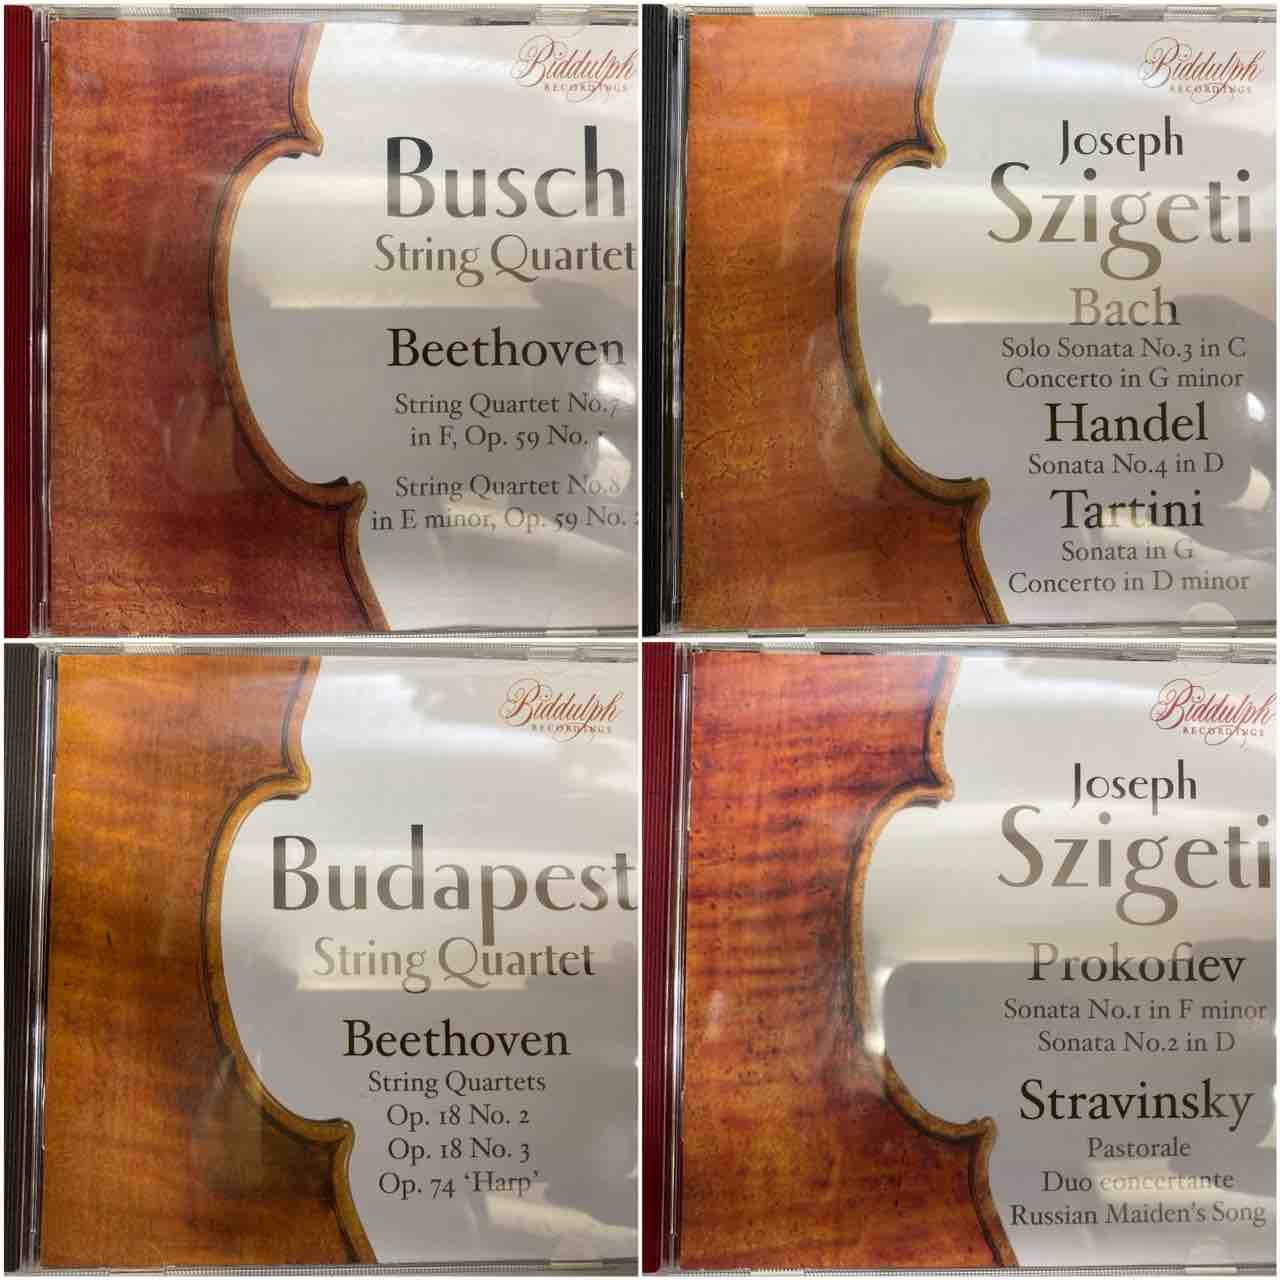 Biddulph
RECORDINGS
Busch
String Quartet
Beethoven
String Quartet No.7
in F, Op. 59 No. 1
String Quartet No.8
in E minor, Op. 59 No.
Biddulph
RECORDINGS
Joseph
Szigeti
Bach
Solo Sonata No.3 in C
Concerto in G minor
Handel
Sonata No.4 in D
Tartini
Sonata in G
Concerto in D minor
Biddulph
RECORDINGS
Budapest
String Quartet
Beethoven
String Quartets
Op. 18 No. 2
Op. 18 No. 3
Op. 74 ‘Harp’
Biddulph
RECORDINGS
Joseph
Szigeti
Prokofiev
Sonata No.1 in F minor
Sonata No.2 in D
Stravinsky
Pastorale
Duo concertante
Russian Maiden's Song